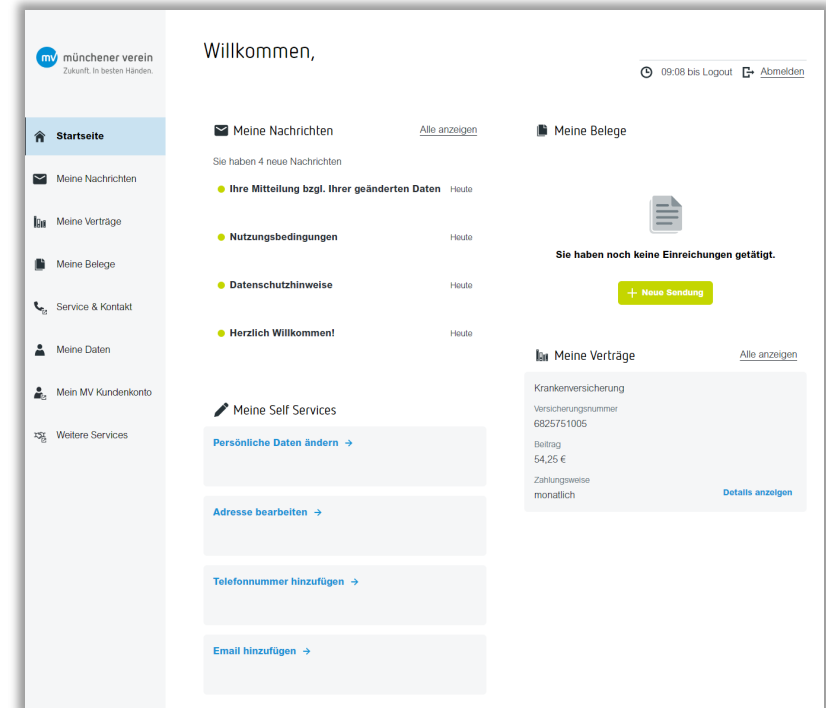 mv münchener verein
Zukunft. In besten Händen.
Startseite
Meine Nachrichten
Meine Verträge
Meine Belege
Service & Kontakt
Meine Daten
Mein MV Kundenkonto
Weitere Services
Willkommen,
09:08 bis Logout Abmelden
Meine Nachrichten Alle anzeigen
Sie haben 4 neue Nachrichten
Ihre Mitteilung bzgl. Ihrer geänderten Daten Heute
Nutzungsbedingungen Heute
Datenschutzhinweise Heute
Herzlich Willkommen! Heute
Meine Self Services
Persönliche Daten ändern →
Adresse bearbeiten →
Telefonnummer hinzufügen →
Email hinzufügen →
Meine Belege
Sie haben noch keine Einreichungen getätigt.
+ Neue Sendung
Meine Verträge Alle anzeigen
Krankenversicherung
Versicherungsnummer
6825751005
Beitrag
54,25 €
Zahlungsweise
monatlich Details anzeigen